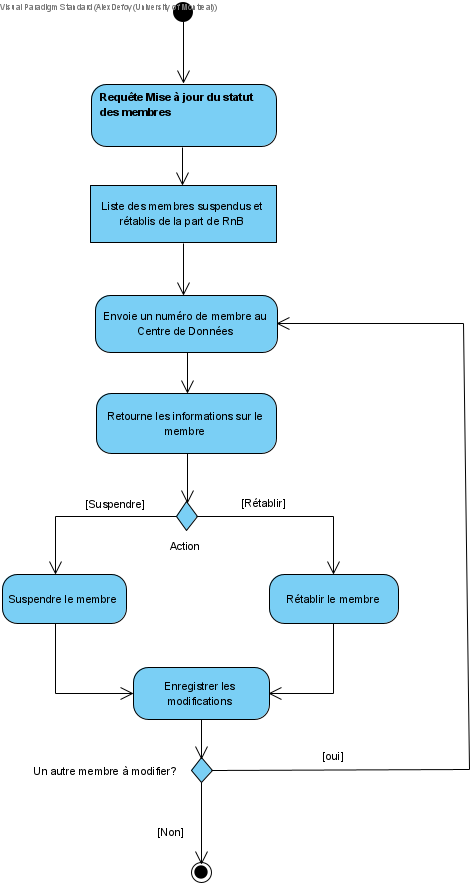 Visual Paradigm Standard (Alex Defoy (University of Montreal))
Requête Mise à jour du statut
des membres
Liste des membres suspendus et
rétablis de la part de RnB
Envoie un numéro de membre au
Centre de Données
Retourne les informations sur le
membre
[Suspendre]
[Rétablir]
Action
Suspendre le membre
Rétablir le membre
Enregistrer les
modifications
[oui]
Un autre membre à modifier?
[Non]